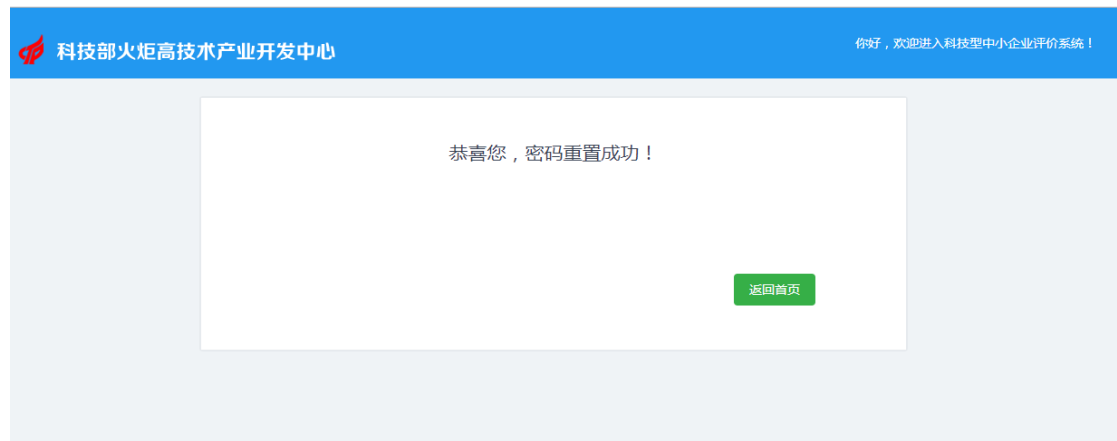 科技部火炬高技术产业开发中心
你好，欢迎进入科技型中小企业评价系统！
恭喜您，密码重置成功！
返回首页